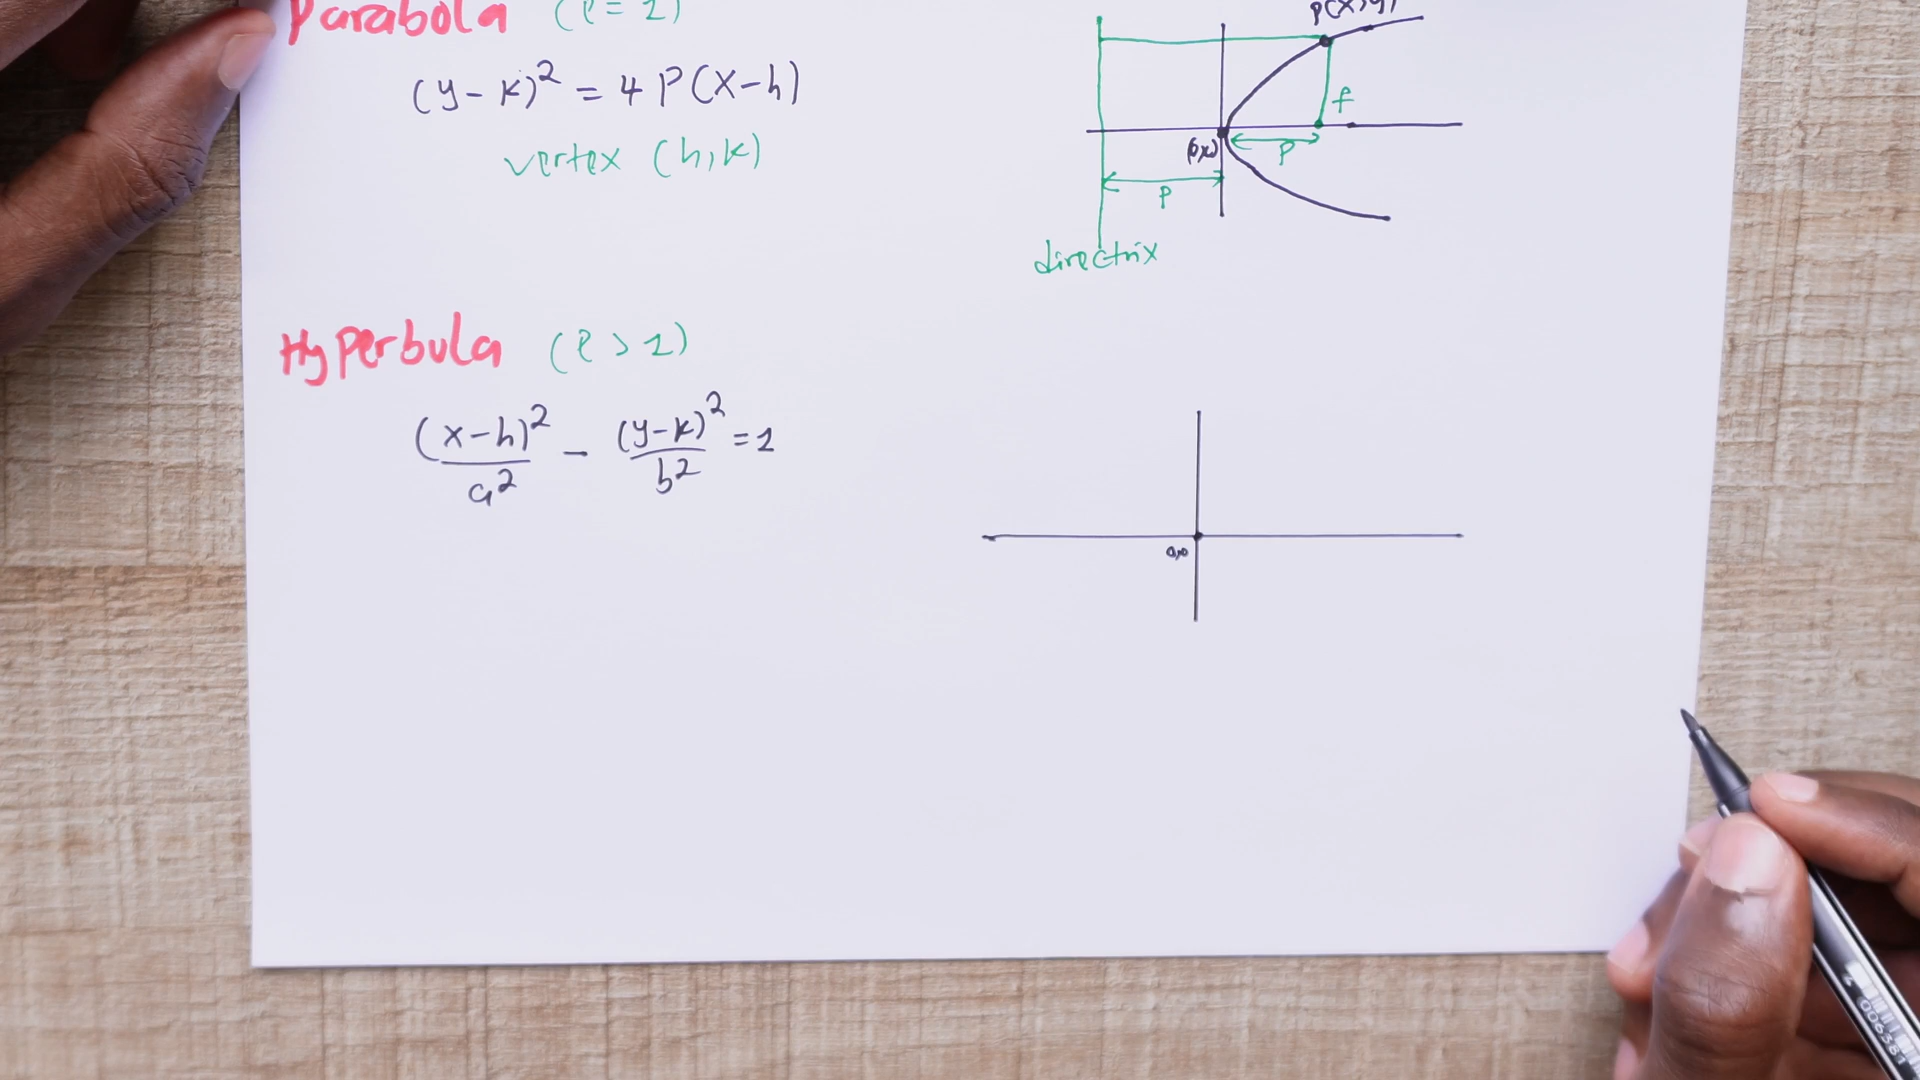 Parabola (e = 1)
(y-k)² = 4P(x-h)
vertex (h,k)
P(x,y)
f
P
P
directrix
Hyperbula (e > 1)
(x-h)²/a² - (y-k)²/b² = 1
0,0